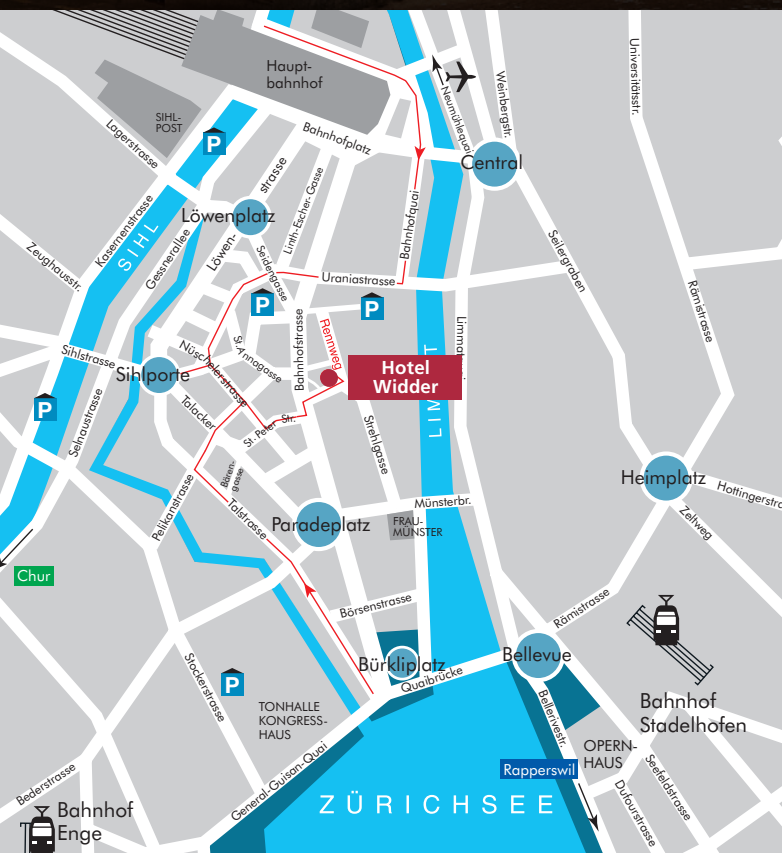 Haupt-
bahnhof
SIHL-
POST
P
Lagerstrasse
Bahnhofplatz
Neumühlequai
Weinbergstr.
Universitätsstr.
Central
Löwenplatz
Löwen-
strasse
Linth-Escher-Gasse
Bahnhofquai
Kasernenstrasse
SIHL
Gessnerallee
Zeughausstr.
Seidengasse
Uraniastrasse
Seilergraben
Rämistrasse
P
P
Sihlstrasse
Sihlporte
Nüschelerstrasse
St. Annagasse
Bahnhofstrasse
Rennweg
Hotel
Widder
P
Selnaustrasse
Talacker
St. Peter Str.
Strehlgasse
Heimplatz
Hottingerstra
Zeltweg
Bären-
gasse
Pelikanstrasse
Talstrasse
Paradeplatz
Münsterbr.
FRAU-
MÜNSTER
Chur
Börsenstrasse
Rämistrasse
Bürkliplatz
Quaibrücke
Bellevue
Stockerstrasse
P
TONHALLE
KONGRESS-
HAUS
Bahnhof
Stadelhofen
Bellerivestr.
OPERN-
HAUS
Rapperswil
Seefeldstrasse
Dufourstrasse
General-Guisan-Quai
ZÜRICHSEE
Bederstrasse
Bahnhof
Enge